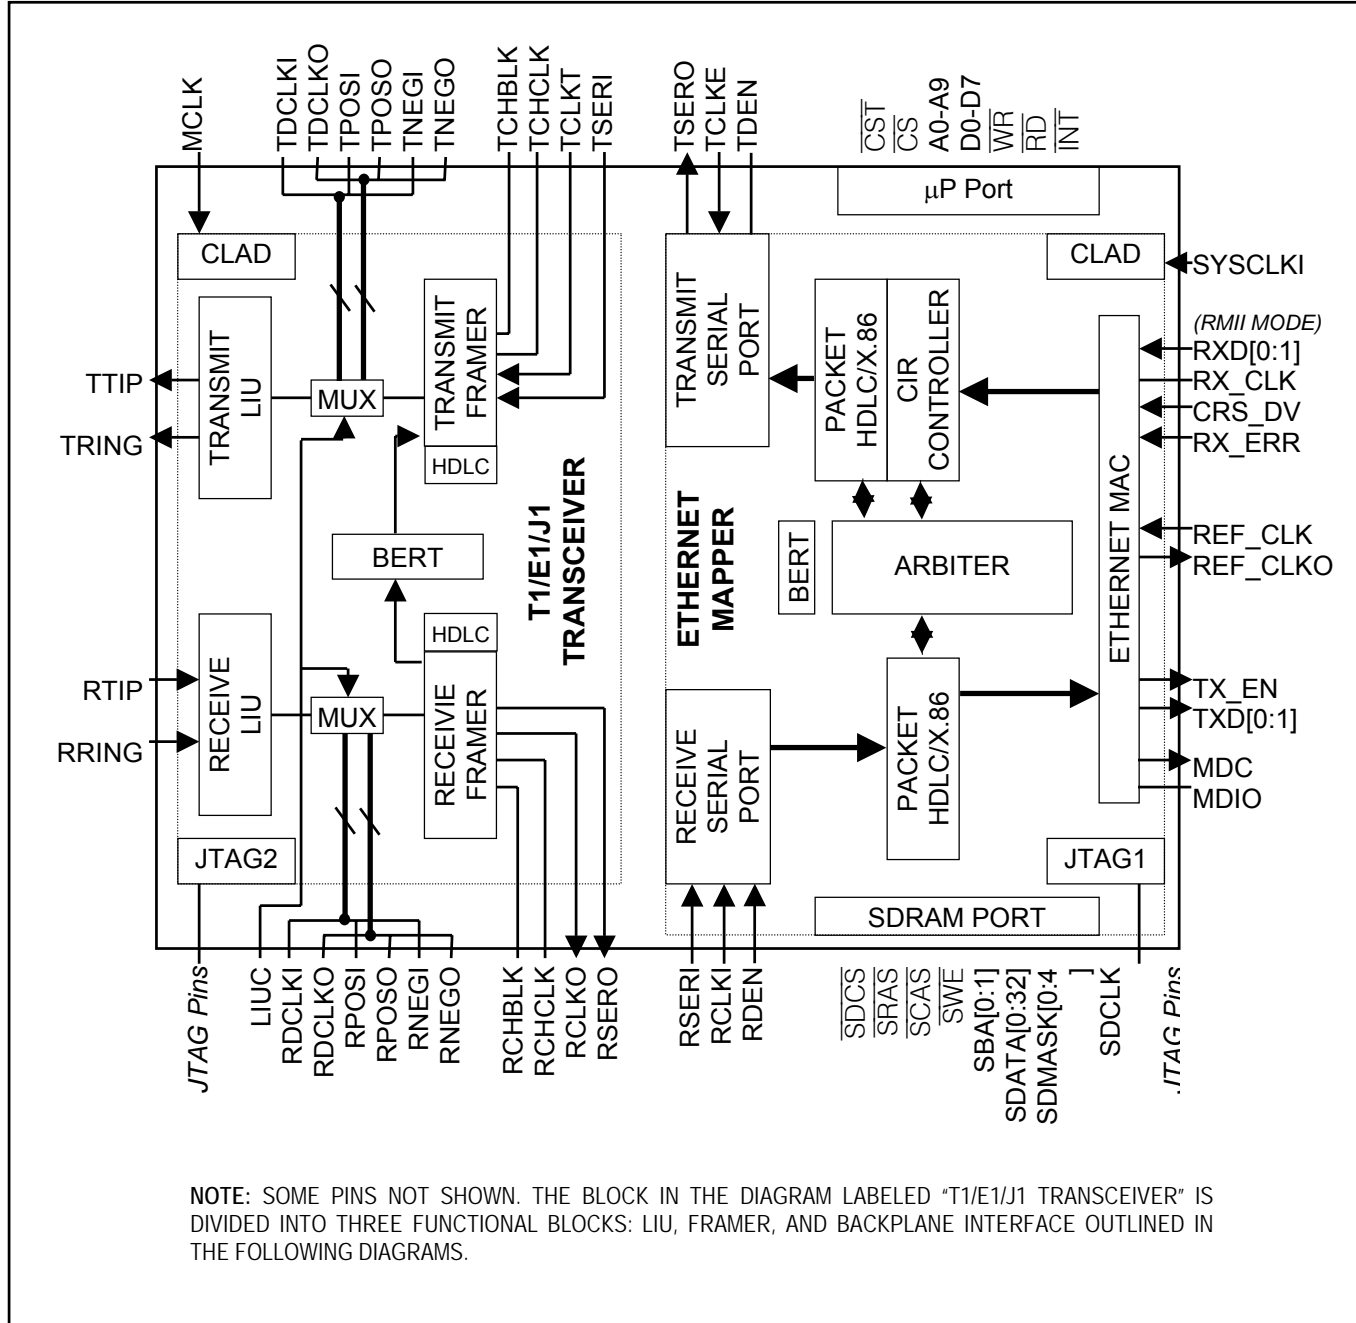 MCLK
TDCLKI
TDCLKO
TPOSI
TPOSO
TNEGI
TNEGO
TCHBLK
TCHCLK
TCLKT
TSERI
TSERO
TCLKE
TDEN
CST
CS
A0-A9
D0-D7
WR
RD
INT
µP Port
CLAD
CLAD
SYSCLKI
TRANSMIT
LIU
MUX
TRANSMIT
FRAMER
HDLC
TTIP
TRING
TRANSMIT
SERIAL
PORT
PACKET
HDLC/X.86
CIR
CONTROLLER
(RMII MODE)
RXD[0:1]
RX_CLK
CRS_DV
RX_ERR
REF_CLK
REF_CLKO
ETHERNET MAC
BERT
T1/E1/J1
TRANSCEIVER
ETHERNET
MAPPER
BERT
ARBITER
HDLC
RECEIVE
LIU
MUX
RECEIVIE
FRAMER
RTIP
RRING
RECEIVE
SERIAL
PORT
PACKET
HDLC/X.86
TX_EN
TXD[0:1]
MDC
MDIO
JTAG2
JTAG1
SDRAM PORT
JTAG Pins
LIUC
RDCLKI
RDCLKO
RPOSI
RPOSO
RNEGI
RNEGO
RCHBLK
RCHCLK
RCLKO
RSERO
RSERI
RCLKI
RDEN
SDCS
SRAS
SCAS
SWE
SBA[0:1]
SDATA[0:32]
SDMASK[0:4
]
SDCLK
JTAG Pins
NOTE: SOME PINS NOT SHOWN. THE BLOCK IN THE DIAGRAM LABELED “T1/E1/J1 TRANSCEIVER” IS
DIVIDED INTO THREE FUNCTIONAL BLOCKS: LIU, FRAMER, AND BACKPLANE INTERFACE OUTLINED IN
THE FOLLOWING DIAGRAMS.